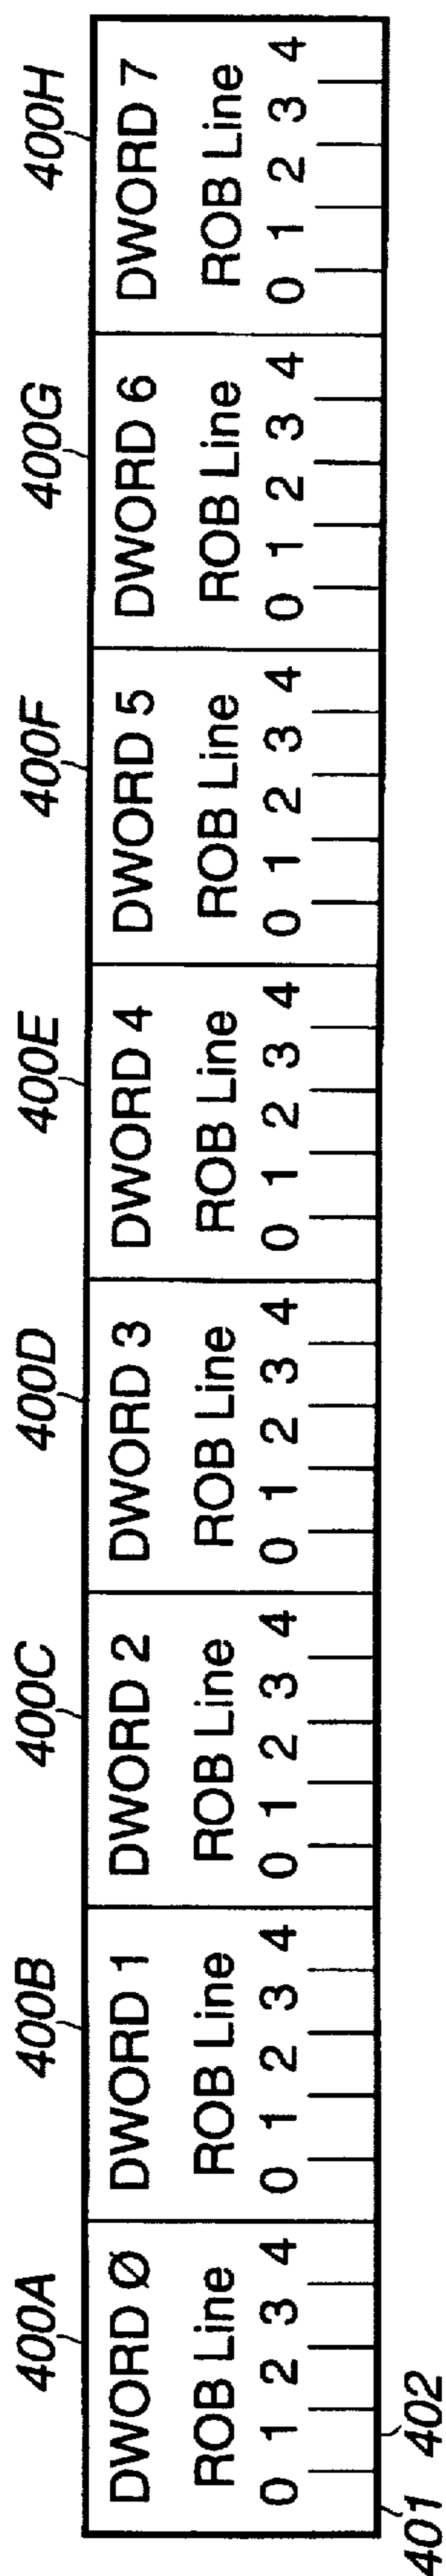 400A 400B 400C 400D 400E 400F 400G 400H
DWORD Ø DWORD 1 DWORD 2 DWORD 3 DWORD 4 DWORD 5 DWORD 6 DWORD 7
ROB Line ROB Line ROB Line ROB Line ROB Line ROB Line ROB Line ROB Line
0 1 2 3 4 0 1 2 3 4 0 1 2 3 4 0 1 2 3 4 0 1 2 3 4 0 1 2 3 4 0 1 2 3 4 0 1 2 3 4
401 402